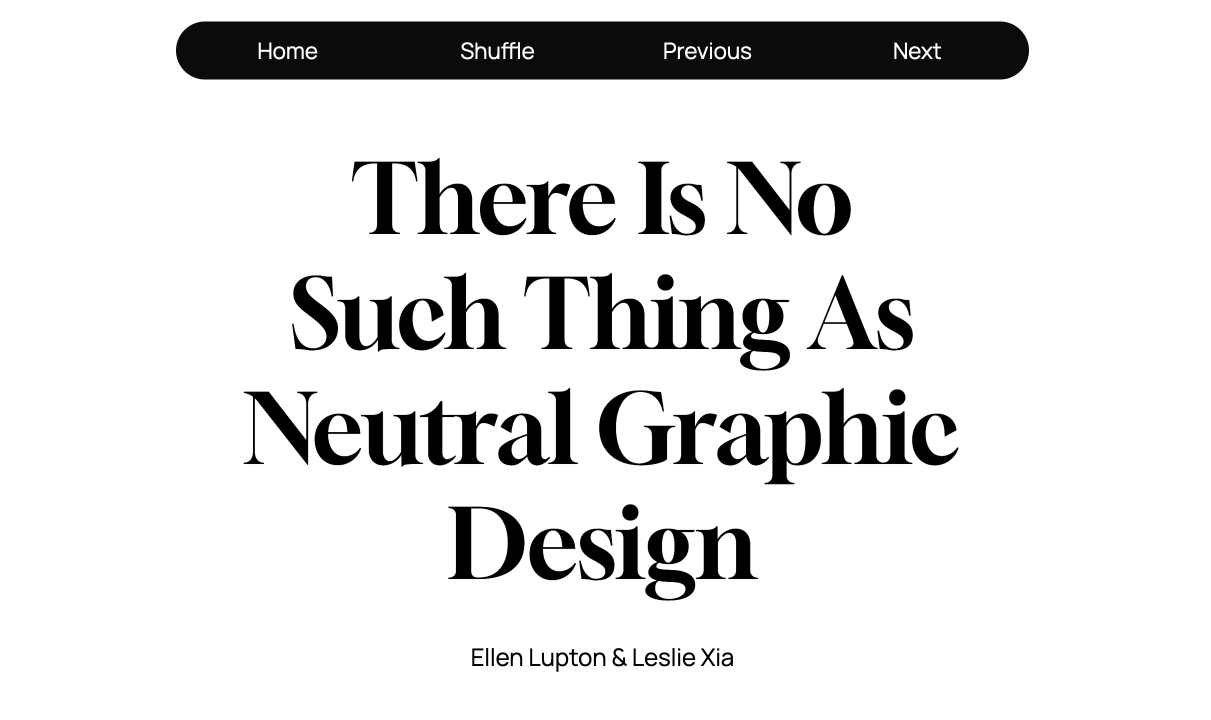 Home Shuffle Previous Next
There Is No
Such Thing As
Neutral Graphic
Design
Ellen Lupton & Leslie Xia